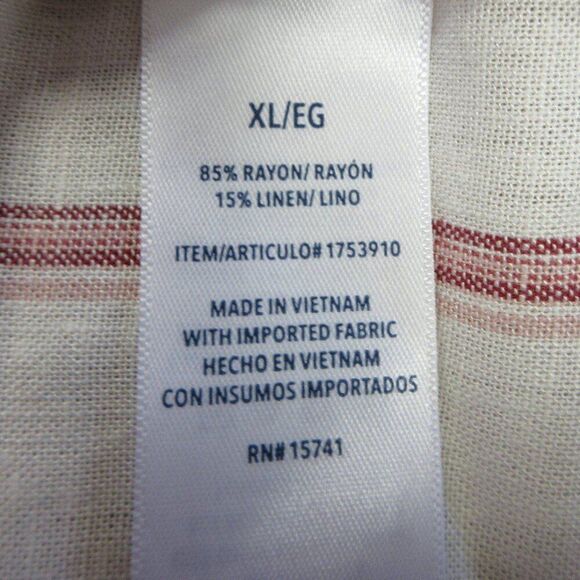 XL/EG
85% RAYON/ RAYÓN
15% LINEN/ LINO
ITEM/ARTICULO# 1753910
MADE IN VIETNAM
WITH IMPORTED FABRIC
HECHO EN VIETNAM
CON INSUMOS IMPORTADOS
RN# 15741